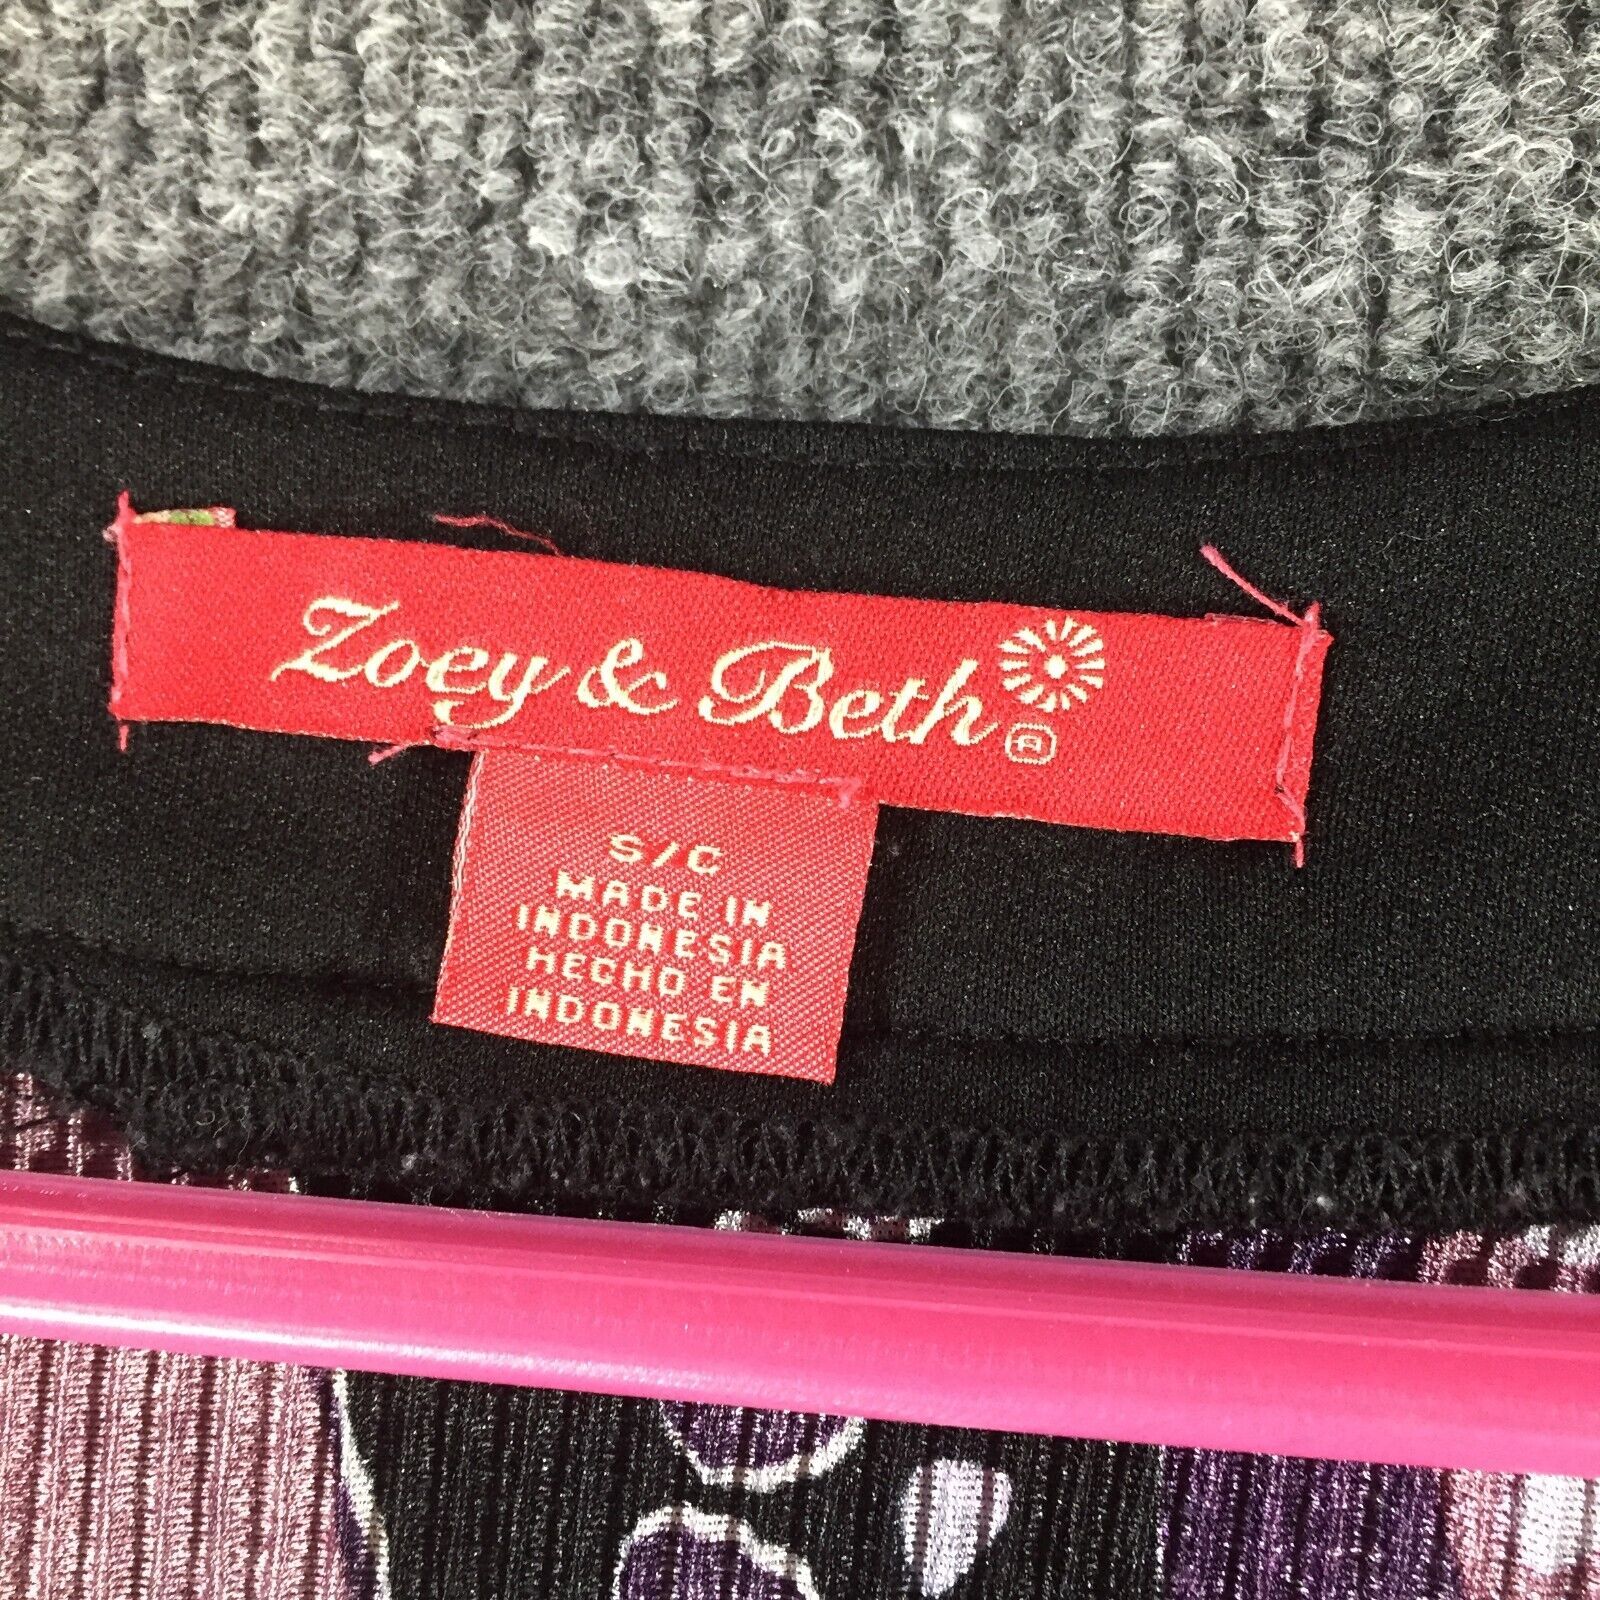 Zoey & Beth ®
S/C
MADE IN
INDONESIA
HECHO EN
INDONESIA